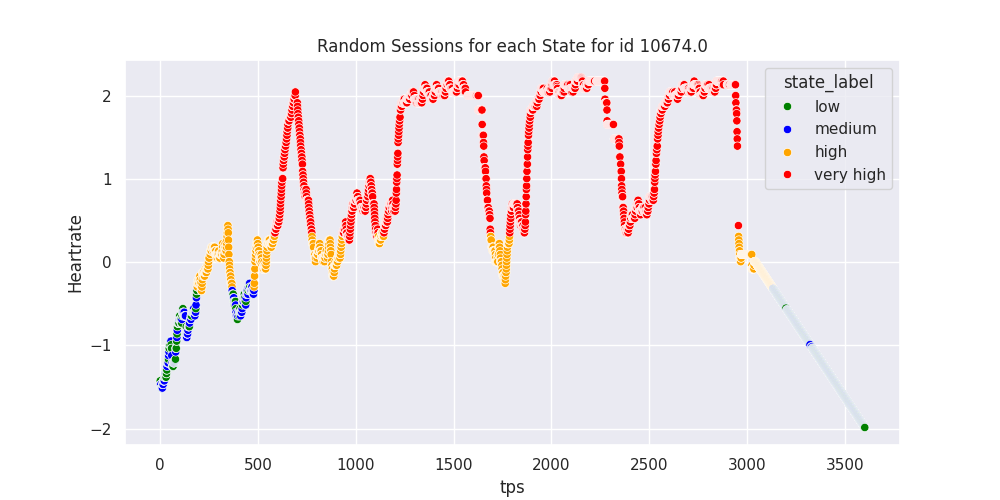 Random Sessions for each State for id 10674.0
state_label
low
medium
high
very high
Heartrate
2
1
0
−1
−2
0
500
1000
1500
2000
2500
3000
3500
tps